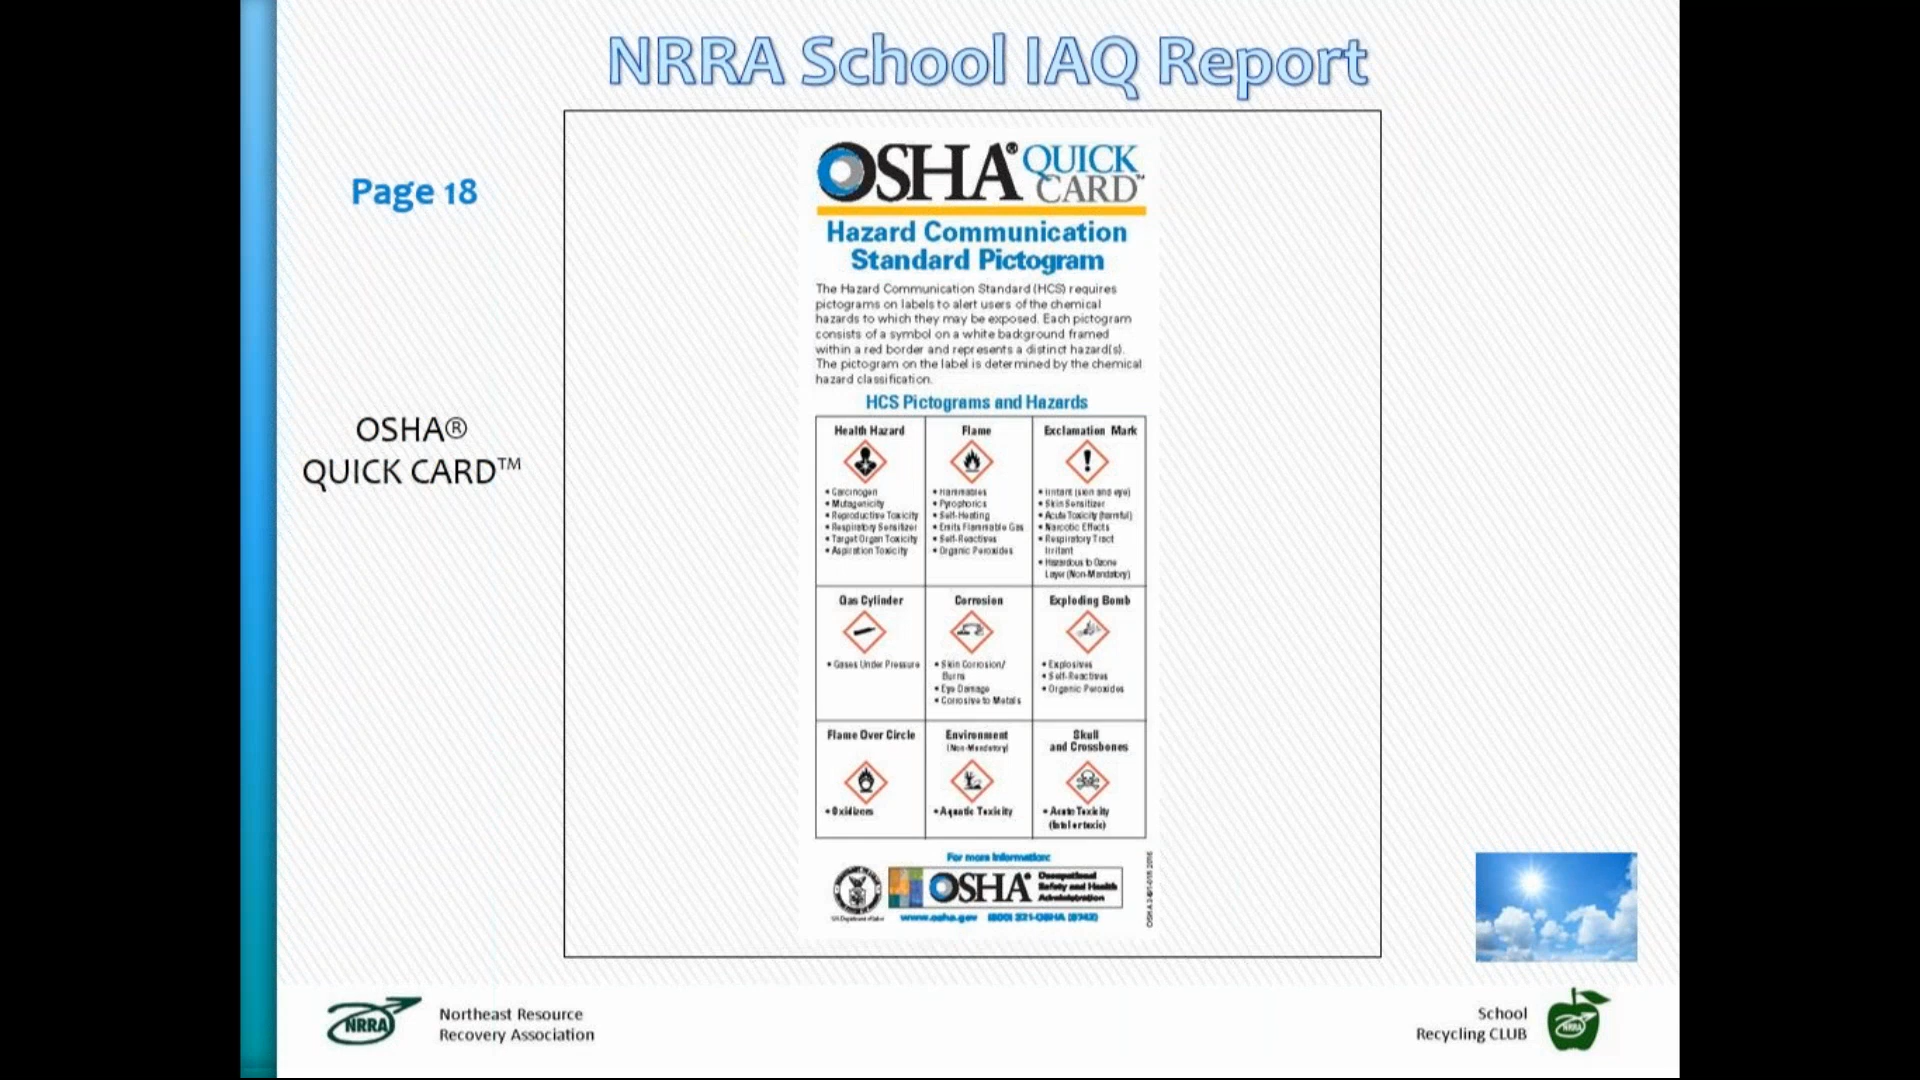 NRRA School IAQ Report
Page 18
OSHA®
QUICK CARD™
OSHA® QUICK
CARD™
Hazard Communication
Standard Pictogram
The Hazard Communication Standard (HCS) requires
pictograms on labels to alert users of the chemical
hazards to which they may be exposed. Each pictogram
consists of a symbol on a white background framed
within a red border and represents a distinct hazard(s).
The pictogram on the label is determined by the chemical
hazard classification.
HCS Pictograms and Hazards
Health Hazard
• Carcinogen
• Mutagenicity
• Reproductive Toxicity
• Respiratory Sensitizer
• Target Organ Toxicity
• Aspiration Toxicity
Flame
• Flammables
• Pyrophorics
• Self-Heating
• Emits Flammable Gas
• Self-Reactives
• Organic Peroxides
Exclamation Mark
• Irritant (skin and eye)
• Skin Sensitizer
• Acute Toxicity (harmful)
• Narcotic Effects
• Respiratory Tract
Irritant
• Hazardous to Ozone
Layer (Non-Mandatory)
Gas Cylinder
• Gases Under Pressure
Corrosion
• Skin Corrosion/
Burns
• Eye Damage
• Corrosive to Metals
Exploding Bomb
• Explosives
• Self-Reactives
• Organic Peroxides
Flame Over Circle
• Oxidizers
Environment
(Non-Mandatory)
• Aquatic Toxicity
Skull
and Crossbones
• Acute Toxicity
(fatal or toxic)
For more information:
OSHA®
Occupational
Safety and Health
Administration
U.S. Department of Labor
www.osha.gov (800) 321-OSHA (6742)
NRRA
Northeast Resource
Recovery Association
School
Recycling CLUB
NRRA